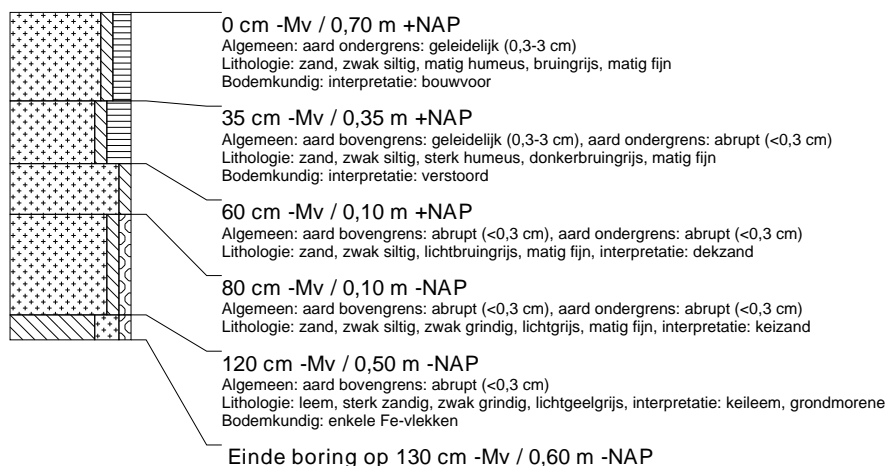 0 cm -Mv / 0,70 m +NAP
Algemeen: aard ondergrens: geleidelijk (0,3-3 cm)
Lithologie: zand, zwak siltig, matig humeus, bruingrijs, matig fijn
Bodemkundig: interpretatie: bouwvoor
35 cm -Mv / 0,35 m +NAP
Algemeen: aard bovengrens: geleidelijk (0,3-3 cm), aard ondergrens: abrupt (<0,3 cm)
Lithologie: zand, zwak siltig, sterk humeus, donkerbruingrijs, matig fijn
Bodemkundig: interpretatie: verstoord
60 cm -Mv / 0,10 m +NAP
Algemeen: aard bovengrens: abrupt (<0,3 cm), aard ondergrens: abrupt (<0,3 cm)
Lithologie: zand, zwak siltig, lichtbruingrijs, matig fijn, interpretatie: dekzand
80 cm -Mv / 0,10 m -NAP
Algemeen: aard bovengrens: abrupt (<0,3 cm), aard ondergrens: abrupt (<0,3 cm)
Lithologie: zand, zwak siltig, zwak grindig, lichtgrijs, matig fijn, interpretatie: keizand
120 cm -Mv / 0,50 m -NAP
Algemeen: aard bovengrens: abrupt (<0,3 cm)
Lithologie: leem, sterk zandig, zwak grindig, lichtgeelgrijs, interpretatie: keileem, grondmorene
Bodemkundig: enkele Fe-vlekken
Einde boring op 130 cm -Mv / 0,60 m -NAP